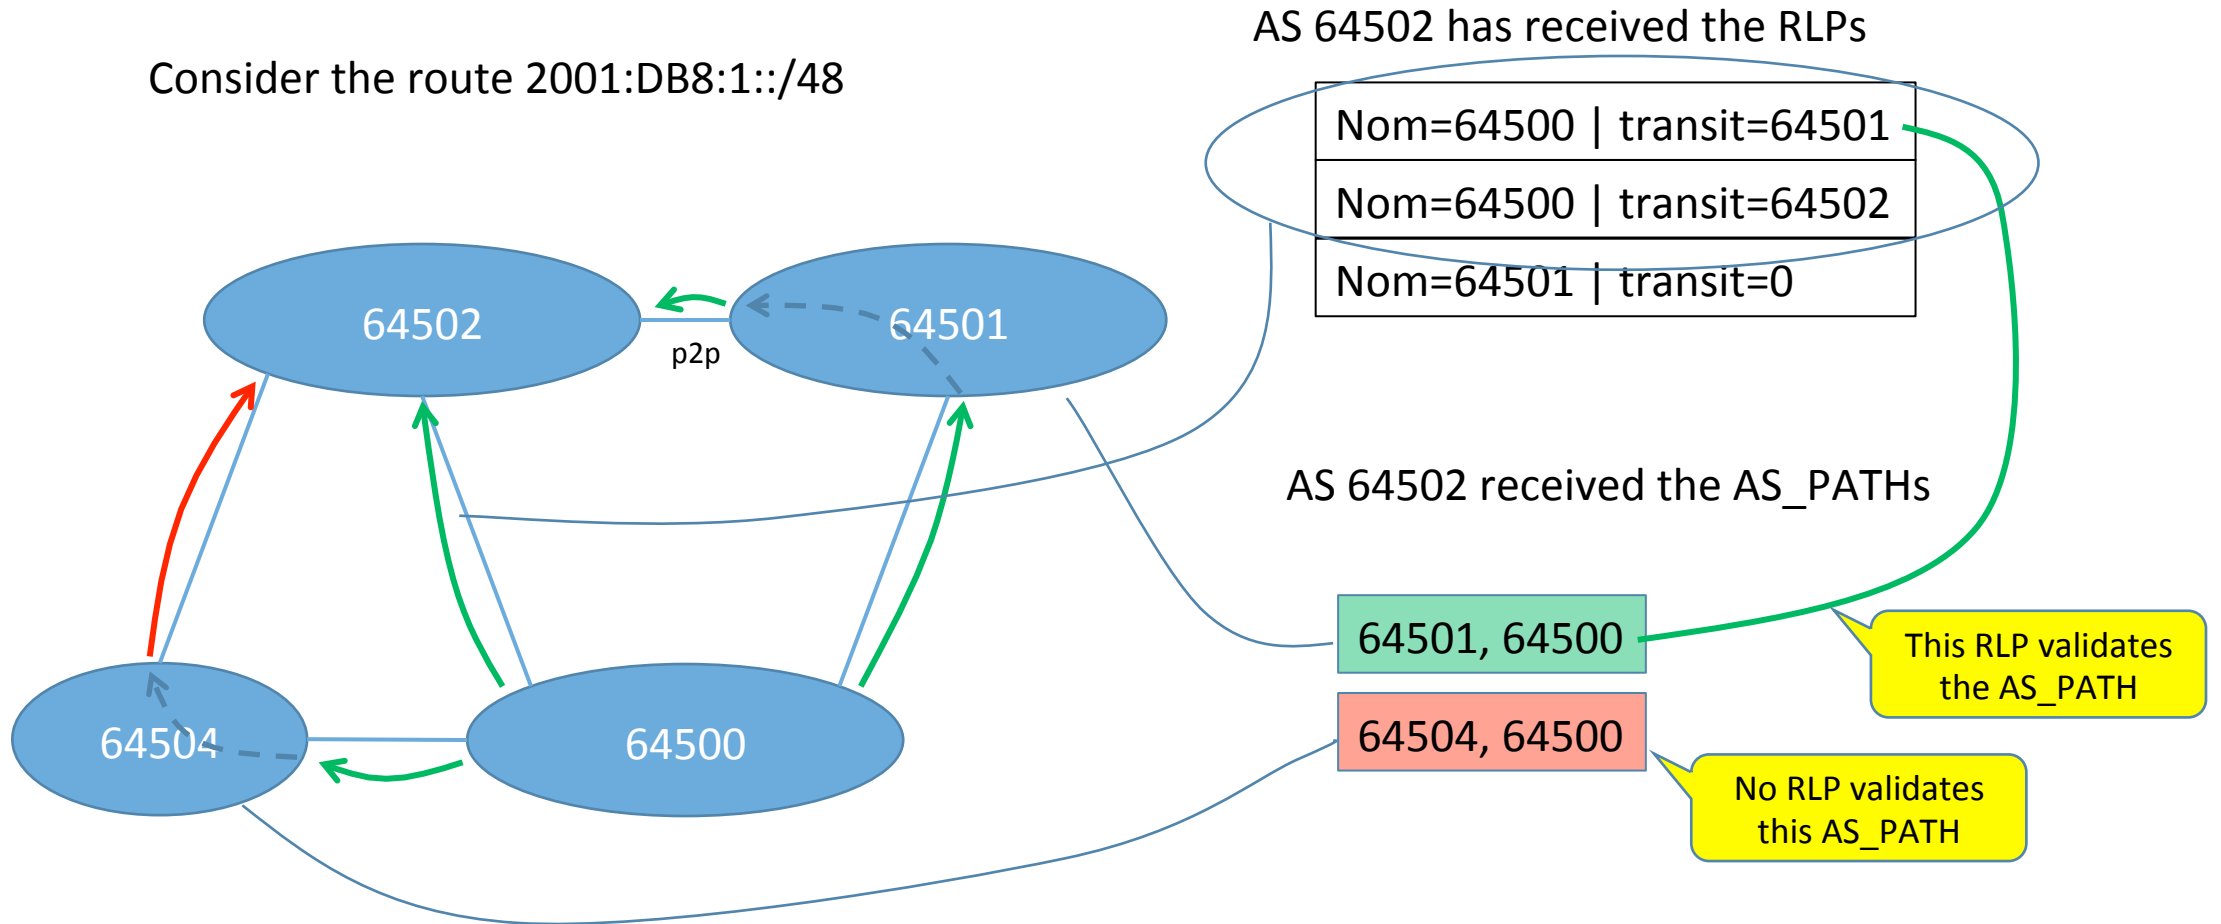 AS 64502 has received the RLPs
Consider the route 2001:DB8:1::/48
Nom=64500 | transit=64501
Nom=64500 | transit=64502
Nom=64501 | transit=0
64502
64501
p2p
AS 64502 received the AS_PATHs
64501, 64500
This RLP validates
the AS_PATH
64504
64500
64504, 64500
No RLP validates
this AS_PATH